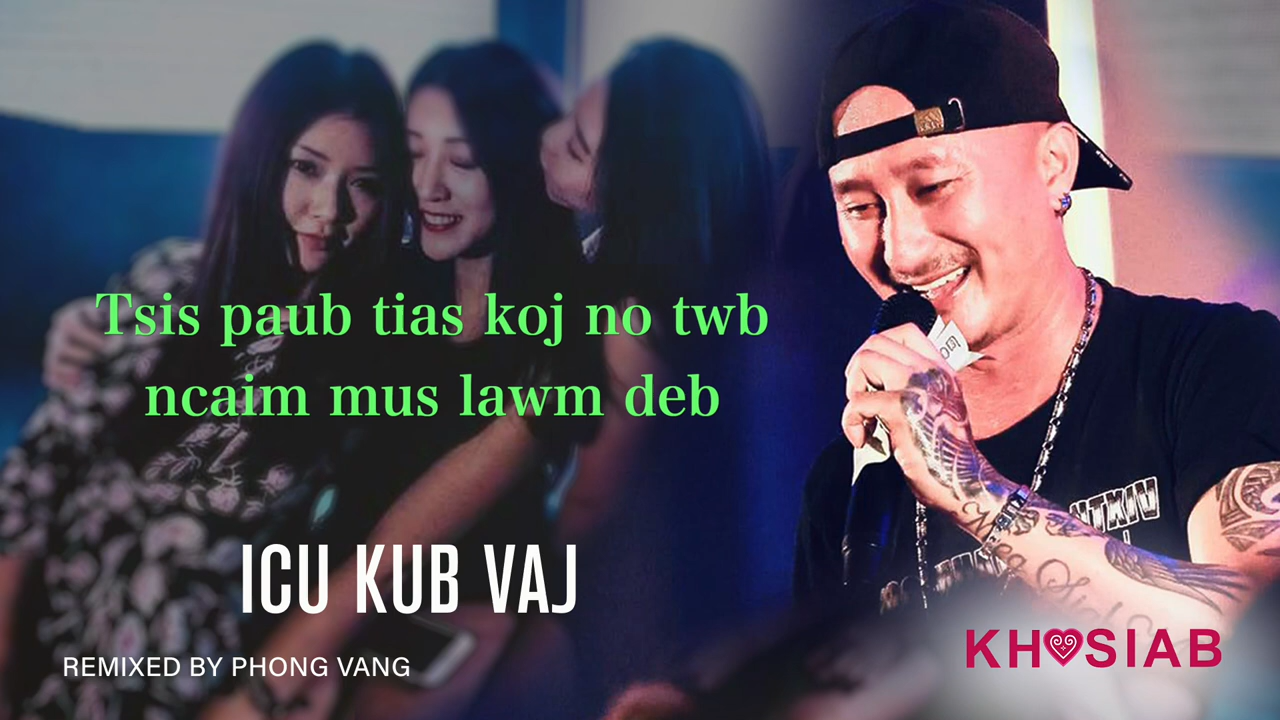 Tsis paub tias koj no twb
ncaim mus lawm deb
ICU KUB VAJ
REMIXED BY PHONG VANG
KHOSIAB